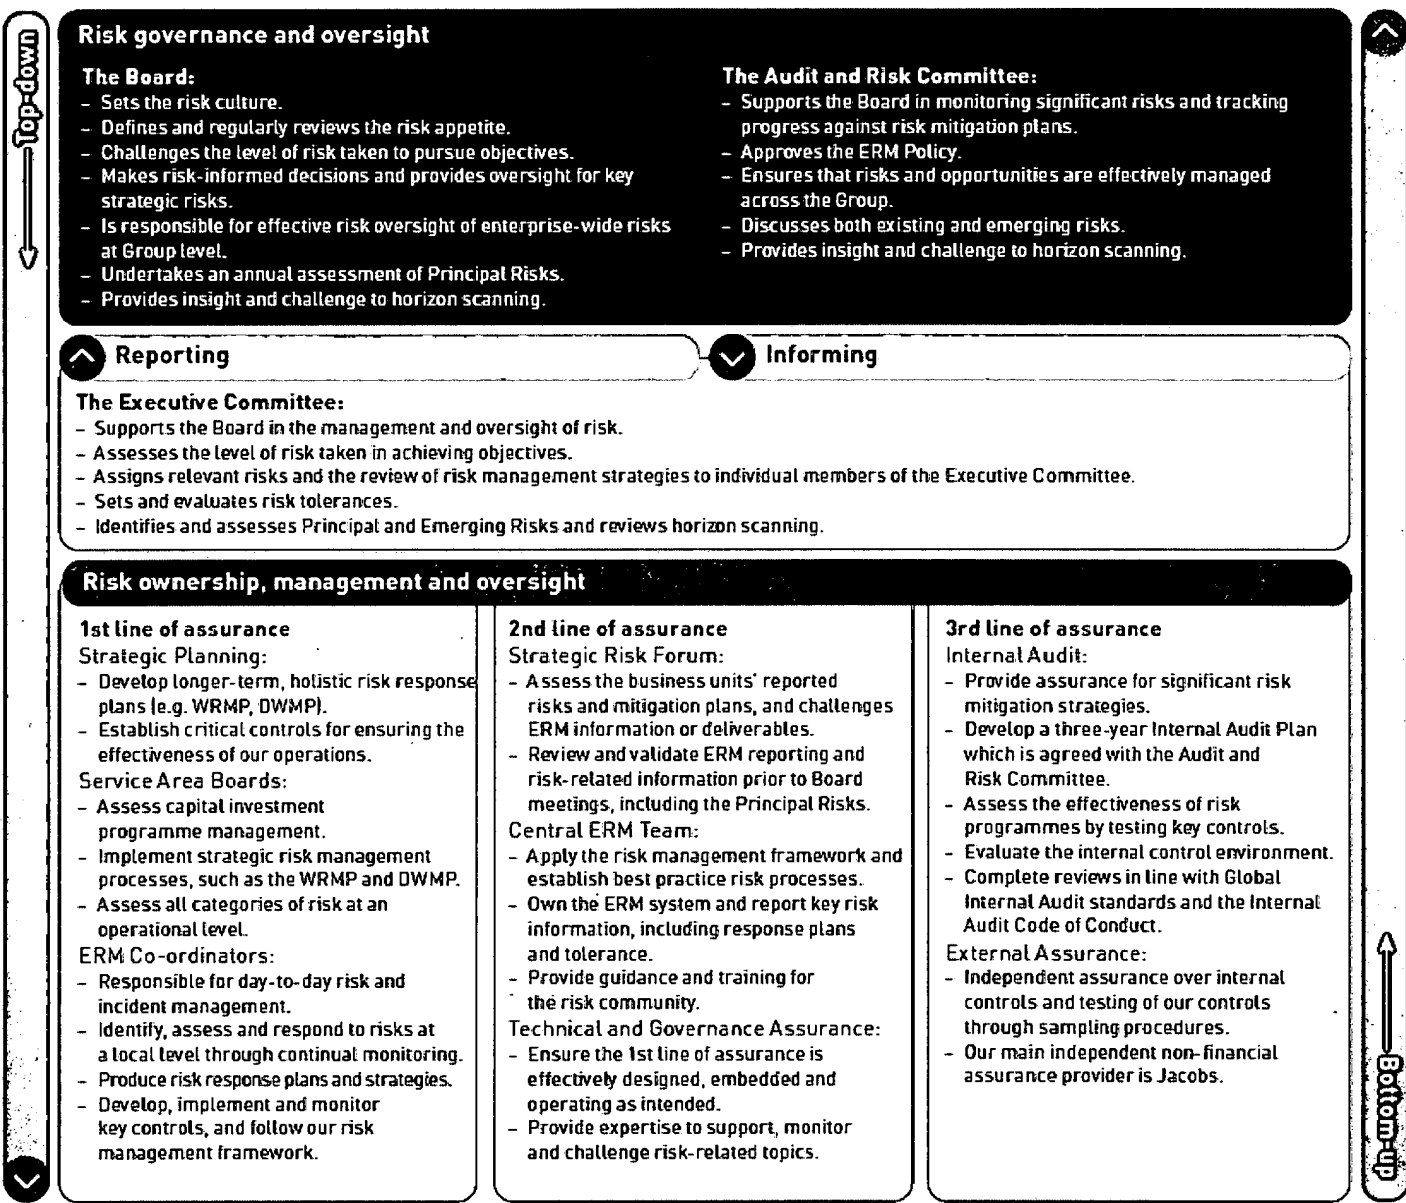 Top-down
Risk governance and oversight
The Board:
– Sets the risk culture.
– Defines and regularly reviews the risk appetite.
– Challenges the level of risk taken to pursue objectives.
– Makes risk-informed decisions and provides oversight for key
strategic risks.
– Is responsible for effective risk oversight of enterprise-wide risks
at Group level.
– Undertakes an annual assessment of Principal Risks.
– Provides insight and challenge to horizon scanning.
The Audit and Risk Committee:
– Supports the Board in monitoring significant risks and tracking
progress against risk mitigation plans.
– Approves the ERM Policy.
– Ensures that risks and opportunities are effectively managed
across the Group.
– Discusses both existing and emerging risks.
– Provides insight and challenge to horizon scanning.
Reporting
Informing
The Executive Committee:
– Supports the Board in the management and oversight of risk.
– Assesses the level of risk taken in achieving objectives.
– Assigns relevant risks and the review of risk management strategies to individual members of the Executive Committee.
– Sets and evaluates risk tolerances.
– Identifies and assesses Principal and Emerging Risks and reviews horizon scanning.
Risk ownership, management and oversight
1st line of assurance
Strategic Planning:
– Develop longer-term, holistic risk response
plans (e.g. WRMP, DWMP).
– Establish critical controls for ensuring the
effectiveness of our operations.
Service Area Boards:
– Assess capital investment
programme management.
– Implement strategic risk management
processes, such as the WRMP and DWMP.
– Assess all categories of risk at an
operational level.
ERM Co-ordinators:
– Responsible for day-to-day risk and
incident management.
– Identify, assess and respond to risks at
a local level through continual monitoring.
– Produce risk response plans and strategies.
– Develop, implement and monitor
key controls, and follow our risk
management framework.
2nd line of assurance
Strategic Risk Forum:
– Assess the business units' reported
risks and mitigation plans, and challenges
ERM information or deliverables.
– Review and validate ERM reporting and
risk-related information prior to Board
meetings, including the Principal Risks.
Central ERM Team:
– Apply the risk management framework and
establish best practice risk processes.
– Own the ERM system and report key risk
information, including response plans
and tolerance.
– Provide guidance and training for
the risk community.
Technical and Governance Assurance:
– Ensure the 1st line of assurance is
effectively designed, embedded and
operating as intended.
– Provide expertise to support, monitor
and challenge risk-related topics.
3rd line of assurance
Internal Audit:
– Provide assurance for significant risk
mitigation strategies.
– Develop a three-year Internal Audit Plan
which is agreed with the Audit and
Risk Committee.
– Assess the effectiveness of risk
programmes by testing key controls.
– Evaluate the internal control environment.
– Complete reviews in line with Global
Internal Audit standards and the Internal
Audit Code of Conduct.
External Assurance:
– Independent assurance over internal
controls and testing of our controls
through sampling procedures.
– Our main independent non-financial
assurance provider is Jacobs.
Bottom-up